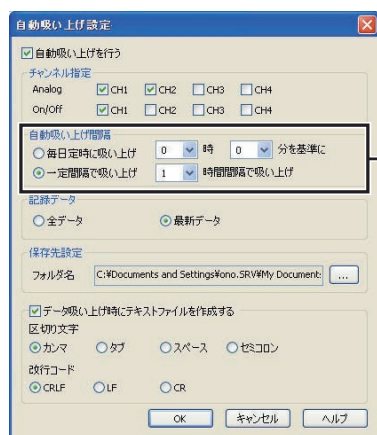 自動吸い上げ設定
自動吸い上げを行う
チャンネル指定
Analog CH1 CH2 CH3 CH4
On/Off CH1 CH2 CH3 CH4
自動吸い上げ間隔
毎日定時に吸い上げ 0 時 0 分を基準に
一定間隔で吸い上げ 1 時間間隔で吸い上げ
記録データ
全データ 最新データ
保存先設定
フォルダ名 C:¥Documents and Settings¥ono.SRV¥My Document: ...
データ吸い上げ時にテキストファイルを作成する
区切り文字
カンマ タブ スペース セミコロン
改行コード
CRLF LF CR
OK キャンセル ヘルプ